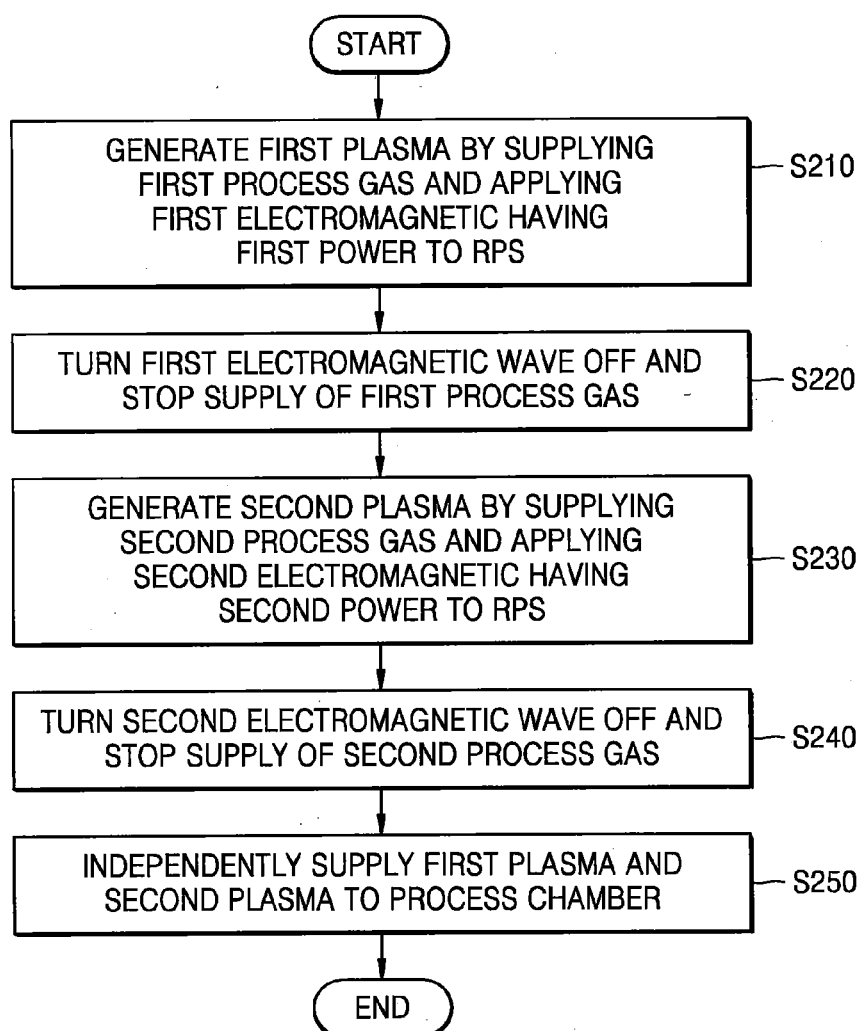 START
GENERATE FIRST PLASMA BY SUPPLYING
FIRST PROCESS GAS AND APPLYING
FIRST ELECTROMAGNETIC HAVING
FIRST POWER TO RPS
S210
TURN FIRST ELECTROMAGNETIC WAVE OFF AND
STOP SUPPLY OF FIRST PROCESS GAS
S220
GENERATE SECOND PLASMA BY SUPPLYING
SECOND PROCESS GAS AND APPLYING
SECOND ELECTROMAGNETIC HAVING
SECOND POWER TO RPS
S230
TURN SECOND ELECTROMAGNETIC WAVE OFF AND
STOP SUPPLY OF SECOND PROCESS GAS
S240
INDEPENDENTLY SUPPLY FIRST PLASMA AND
SECOND PLASMA TO PROCESS CHAMBER
S250
END